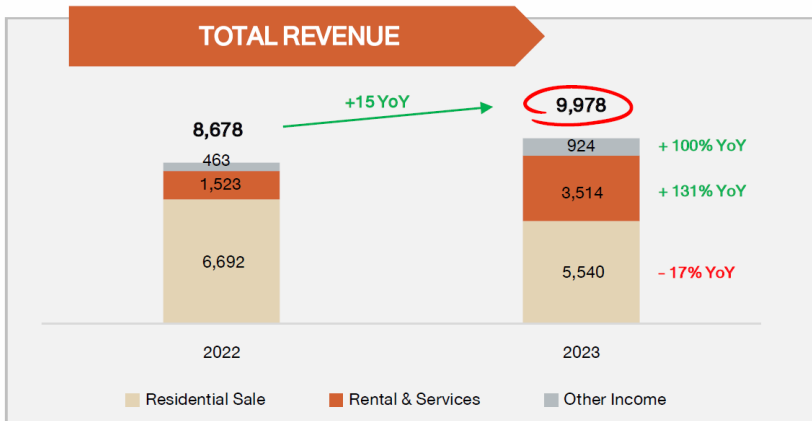 TOTAL REVENUE
+15 YoY
8,678
9,978
463
1,523
6,692
924
3,514
5,540
+ 100% YoY
+ 131% YoY
– 17% YoY
2022
2023
Residential Sale
Rental & Services
Other Income